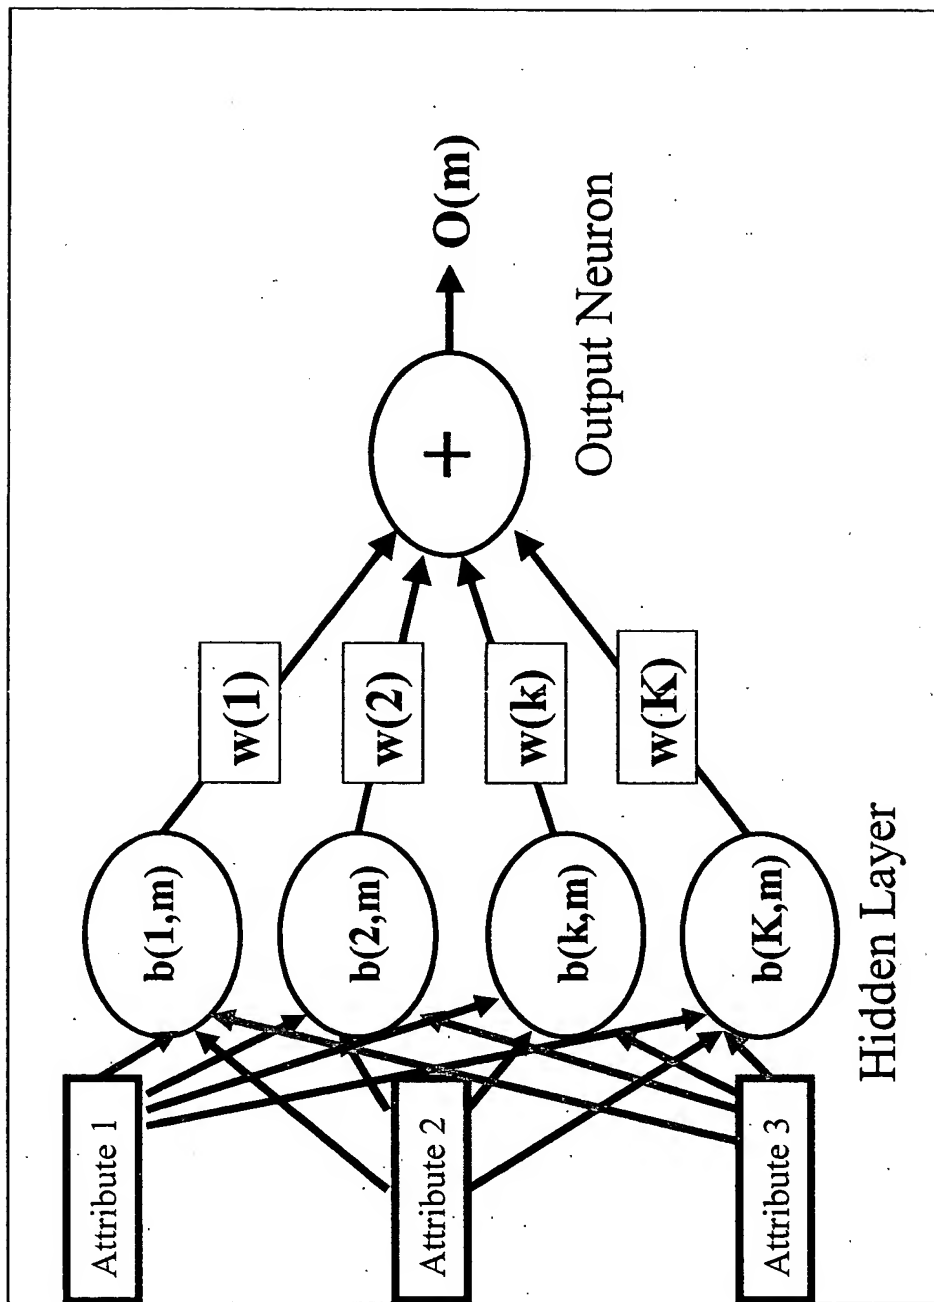 Attribute 1
Attribute 2
Attribute 3
b(1,m)
b(2,m)
b(k,m)
b(K,m)
Hidden Layer
w(1)
w(2)
w(k)
w(K)
+
Output Neuron
O(m)